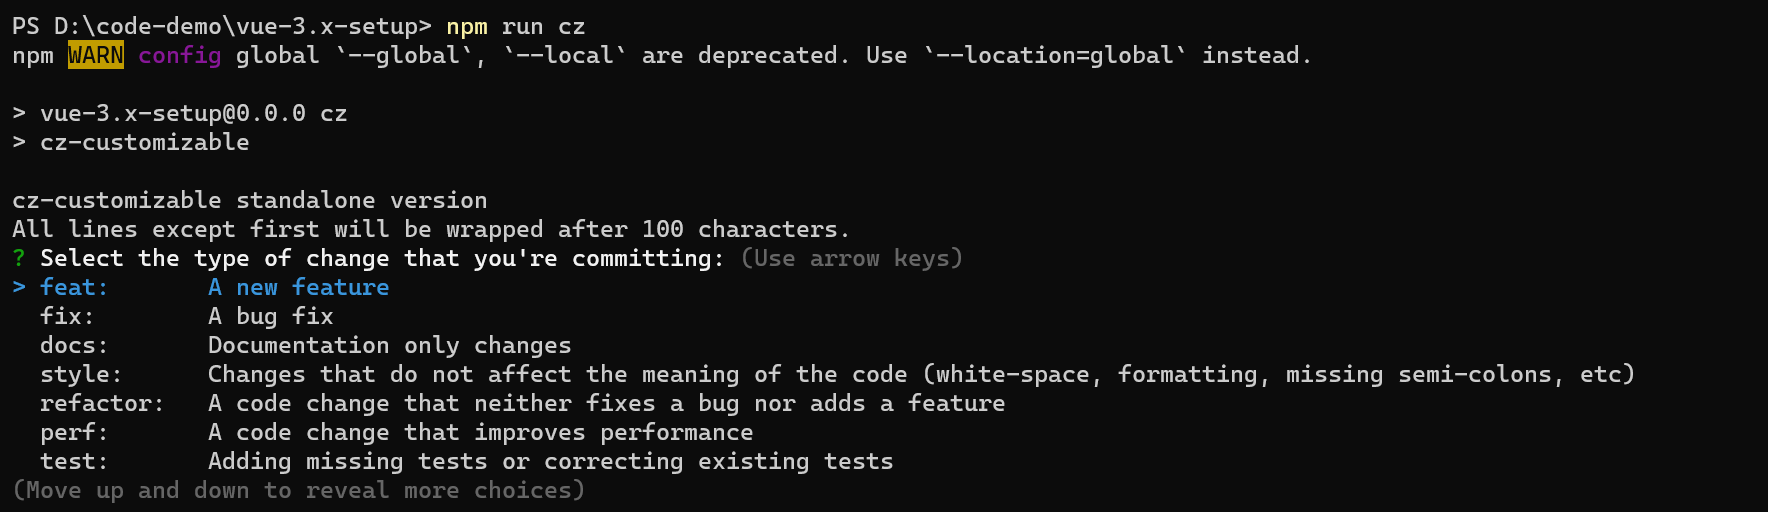 PS D:\code-demo\vue-3.x-setup> npm run cz
npm WARN config global `--global`, `--local` are deprecated. Use `--location=global` instead.
> vue-3.x-setup@0.0.0 cz
> cz-customizable
cz-customizable standalone version
All lines except first will be wrapped after 100 characters.
? Select the type of change that you're committing: (Use arrow keys)
> feat:       A new feature
  fix:        A bug fix
  docs:       Documentation only changes
  style:      Changes that do not affect the meaning of the code (white-space, formatting, missing semi-colons, etc)
  refactor:   A code change that neither fixes a bug nor adds a feature
  perf:       A code change that improves performance
  test:       Adding missing tests or correcting existing tests
(Move up and down to reveal more choices)